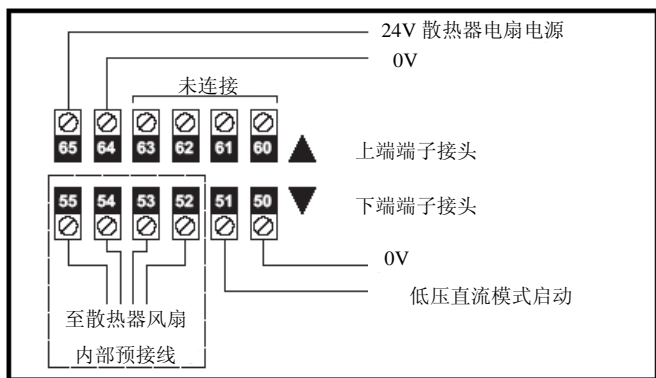 24V 散热器电扇电源
0V
未连接
65 64 63 62 61 60
上端端子接头
55 54 53 52 51 50
下端端子接头
0V
低压直流模式启动
至散热器风扇
内部预接线